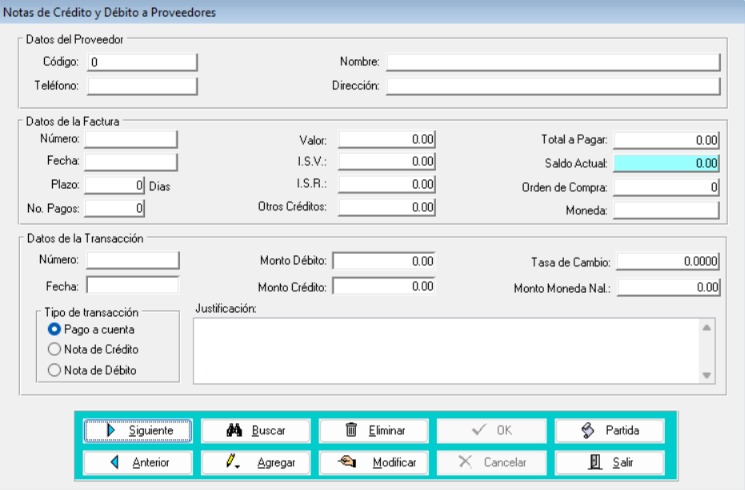 Notas de Crédito y Débito a Proveedores
Datos del Proveedor
Código: 0 Nombre:
Teléfono: Dirección:
Datos de la Factura
Número: Valor: 0.00 Total a Pagar: 0.00
Fecha: I.S.V.: 0.00 Saldo Actual: 0.00
Plazo: 0 Dias I.S.R.: 0.00 Orden de Compra: 0
No. Pagos: 0 Otros Créditos: 0.00 Moneda:
Datos de la Transacción
Número: Monto Débito: 0.00 Tasa de Cambio: 0.0000
Fecha: Monto Crédito: 0.00 Monto Moneda Nal.: 0.00
Tipo de transacción Justificación:
Pago a cuenta
Nota de Crédito
Nota de Débito
Siguiente Buscar Eliminar OK Partida
Anterior Agregar Modificar Cancelar Salir